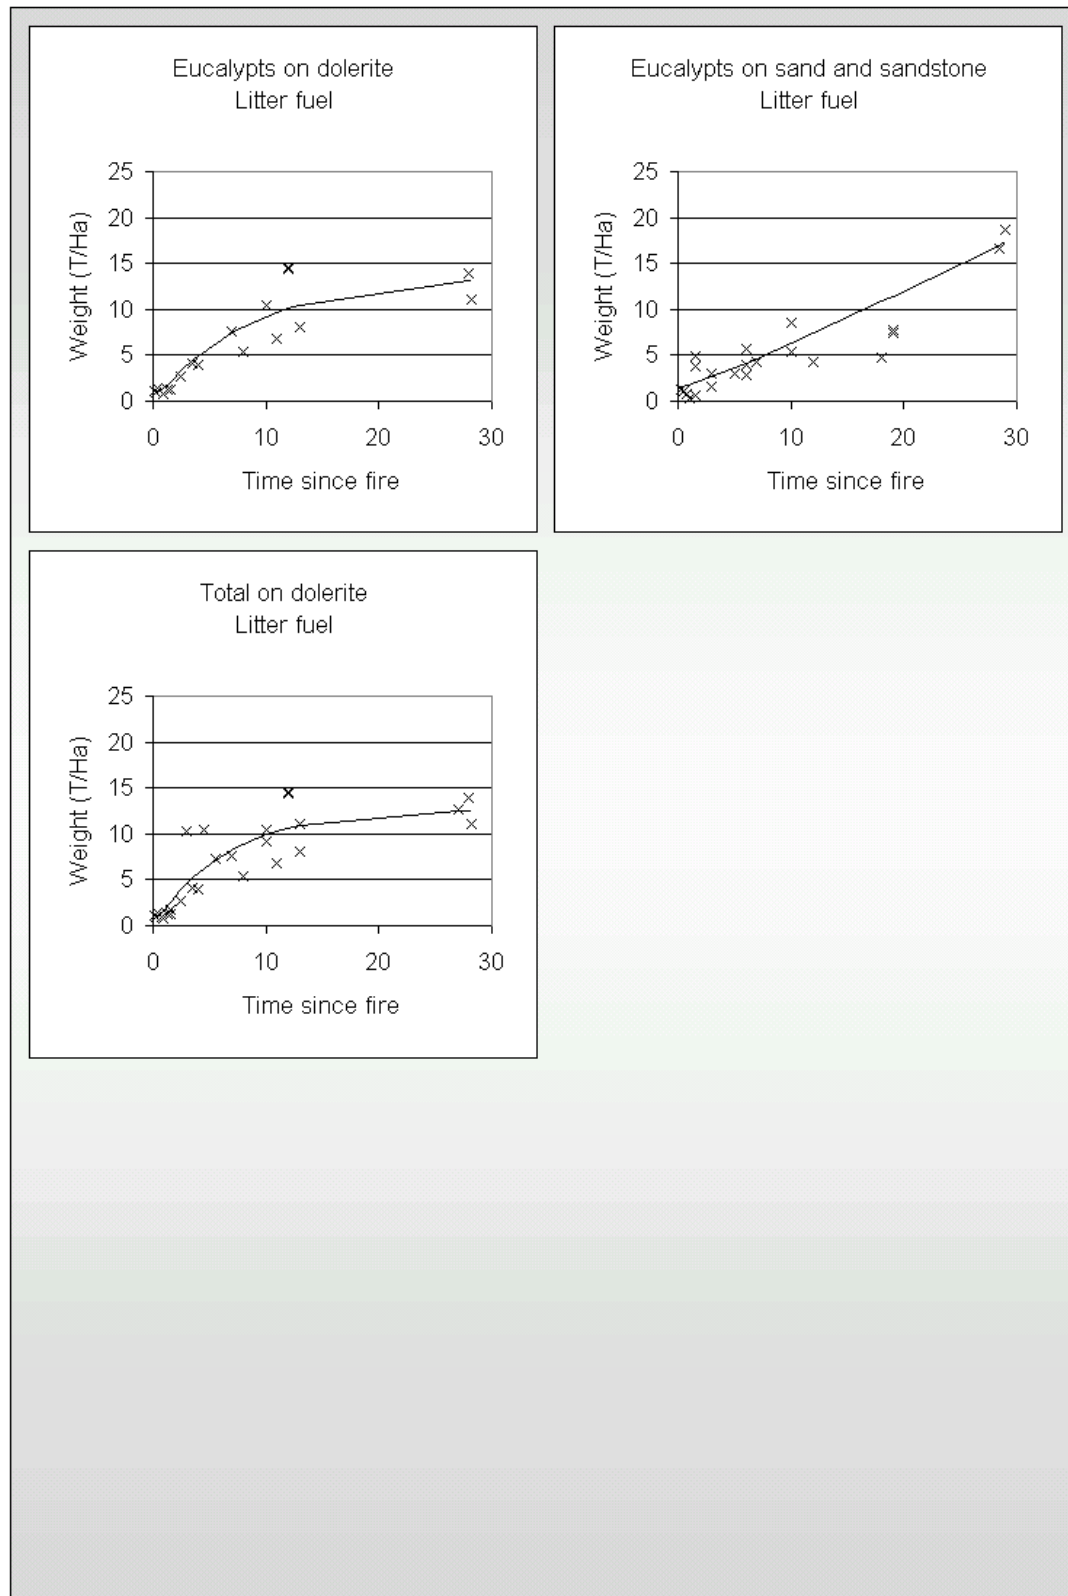 Eucalypts on dolerite
Litter fuel
25
20
15
10
5
0
Weight (T/Ha)
0 10 20 30
Time since fire
Eucalypts on sand and sandstone
Litter fuel
25
20
15
10
5
0
Weight (T/Ha)
0 10 20 30
Time since fire
Total on dolerite
Litter fuel
25
20
15
10
5
0
Weight (T/Ha)
0 10 20 30
Time since fire